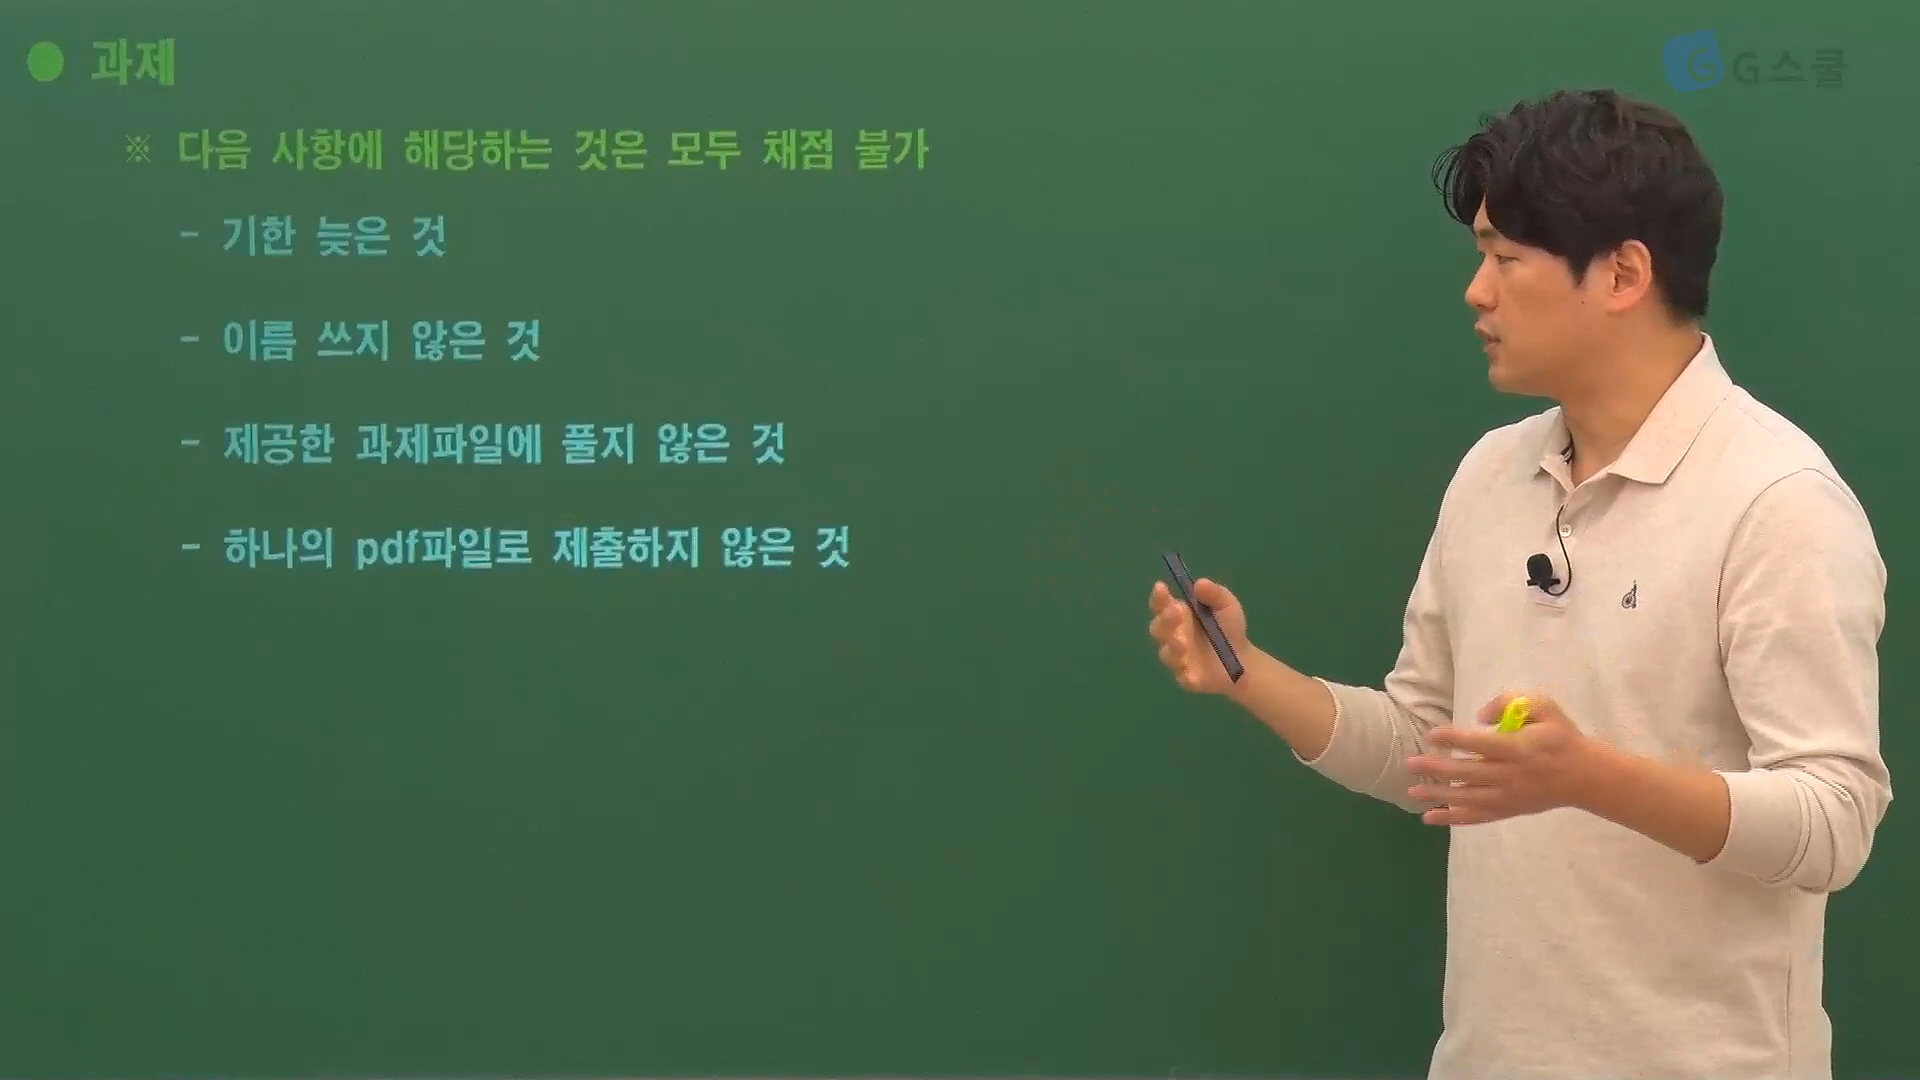 G스쿨
● 과제
※ 다음 사항에 해당하는 것은 모두 채점 불가
- 기한 늦은 것
- 이름 쓰지 않은 것
- 제공한 과제파일에 풀지 않은 것
- 하나의 pdf파일로 제출하지 않은 것